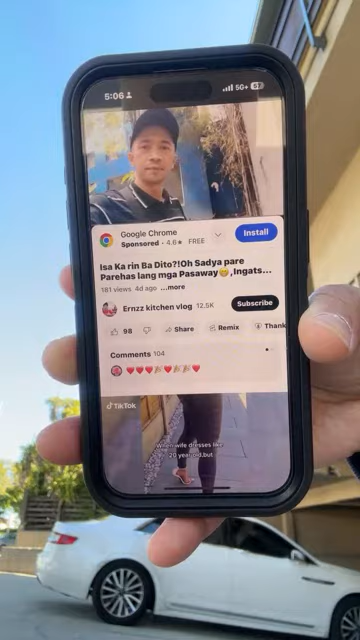 5:06
5G+ 57
Google Chrome
Sponsored · 4.6★ FREE
Install
Isa Ka rin Ba Dito?!Oh Sadya pare
Parehas lang mga Pasaway😜,Ingats...
181 views 4d ago ...more
Ernzz kitchen vlog 12.5K
Subscribe
98
Share
Remix
Thank
Comments 104
❤️❤️❤️🎉❤️🎉🎉❤️
TikTok
When wife dresses like
20 year old.but